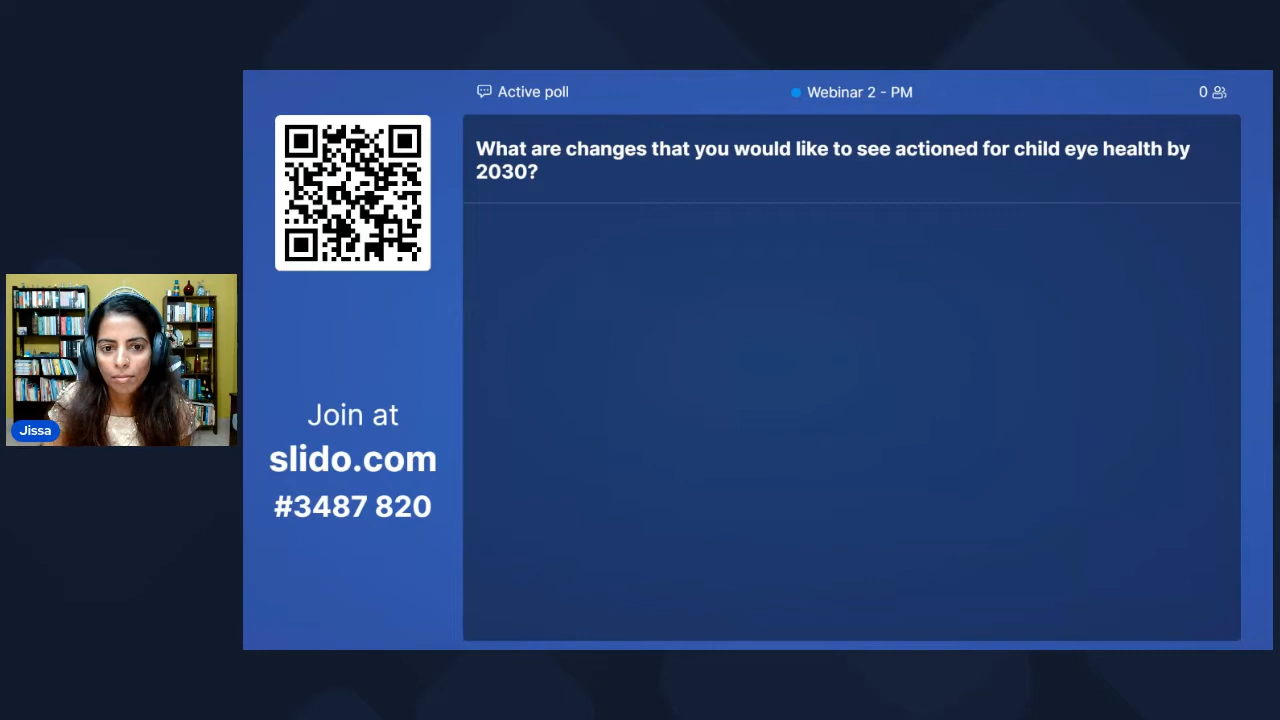 Active poll
Webinar 2 - PM
0
What are changes that you would like to see actioned for child eye health by
2030?
Join at
slido.com
#3487 820
Jissa